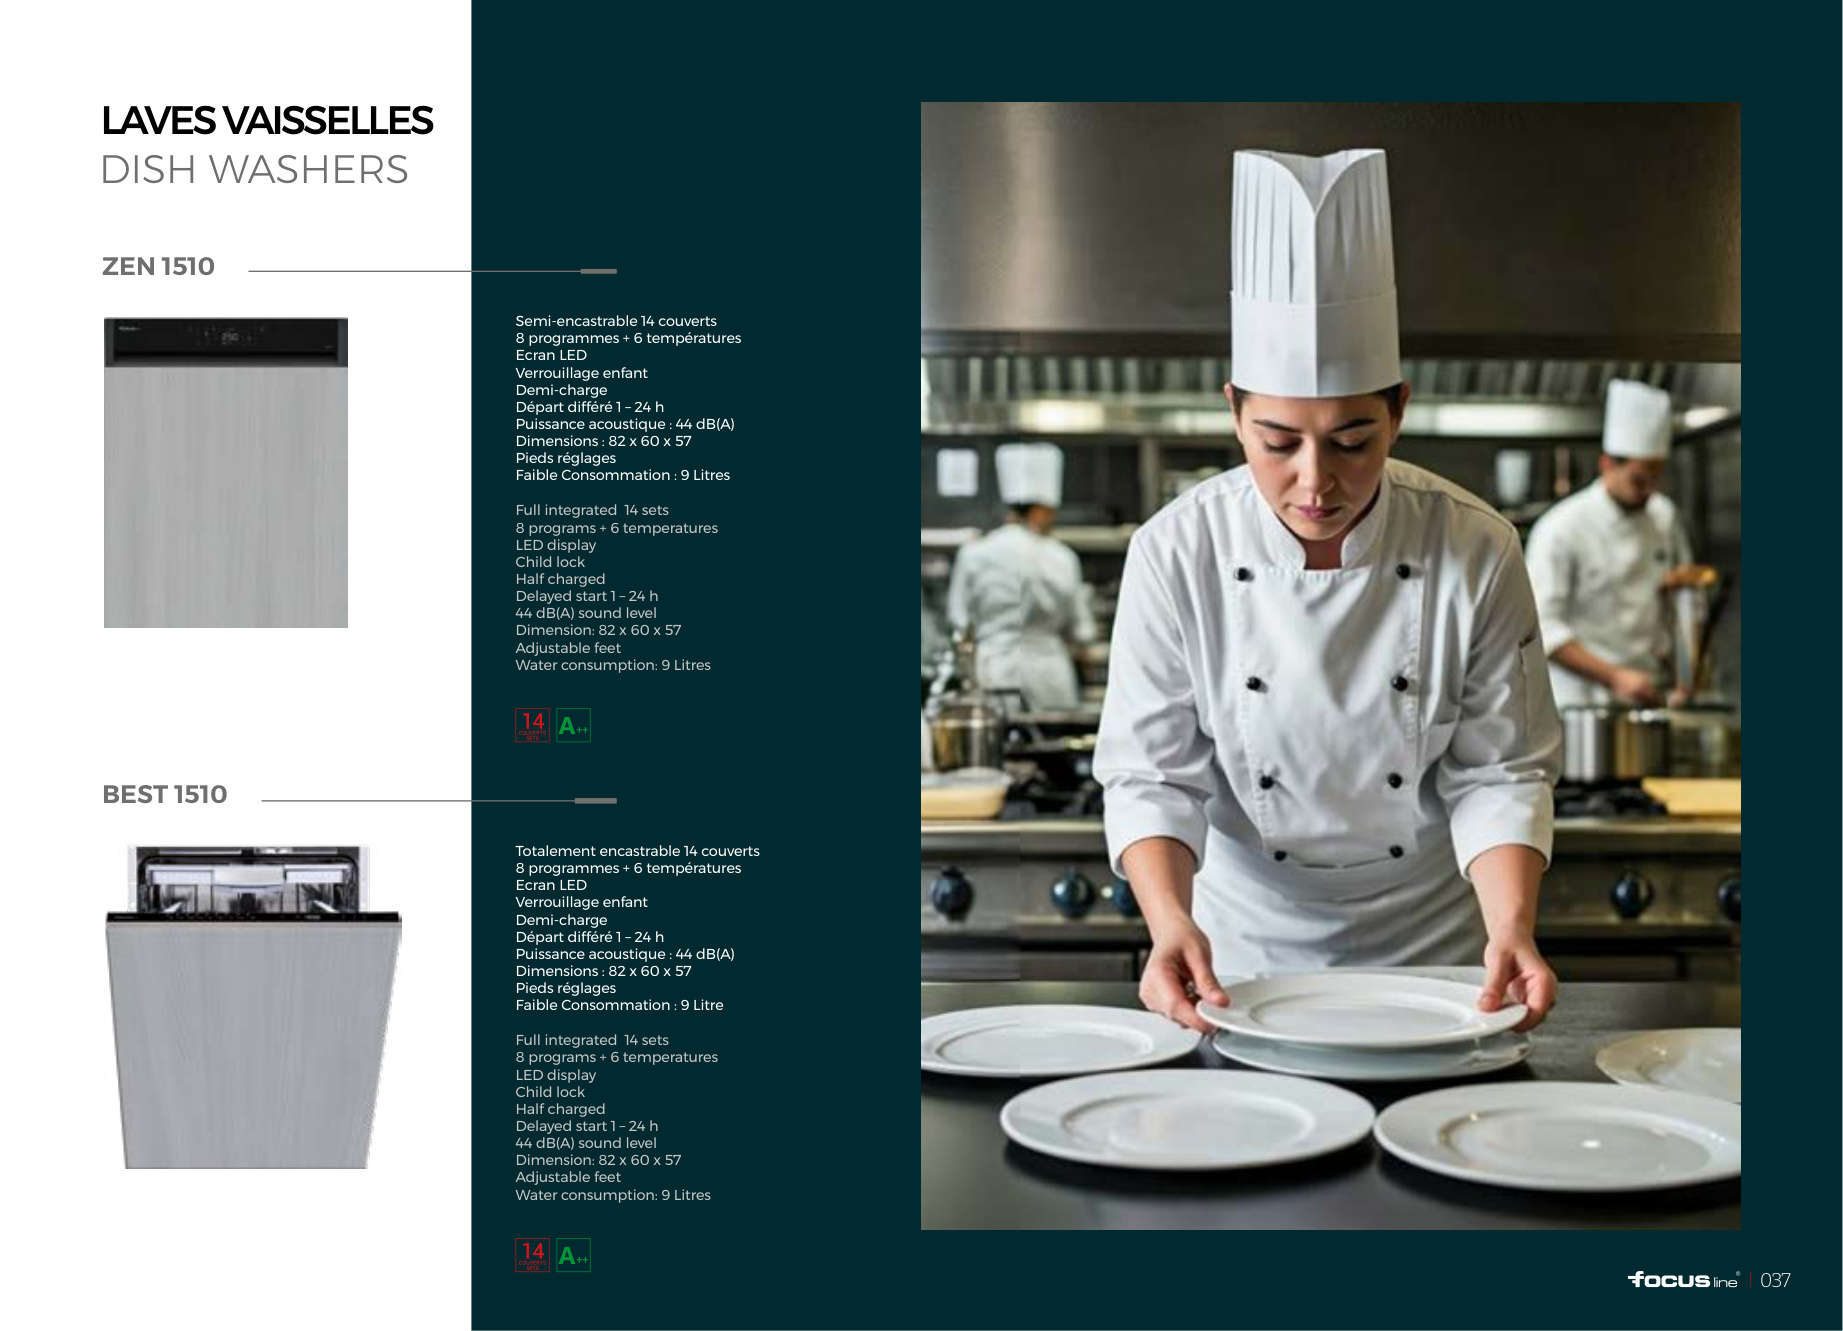 LAVES VAISSELLES
DISH WASHERS
ZEN 1510
Semi-encastrable 14 couverts
8 programmes + 6 températures
Ecran LED
Verrouillage enfant
Demi-charge
Départ différé 1 – 24 h
Puissance acoustique : 44 dB(A)
Dimensions : 82 x 60 x 57
Pieds réglages
Faible Consommation : 9 Litres
Full integrated 14 sets
8 programs + 6 temperatures
LED display
Child lock
Half charged
Delayed start 1 – 24 h
44 dB(A) sound level
Dimension: 82 x 60 x 57
Adjustable feet
Water consumption: 9 Litres
14
COUVERTS
SETS
A++
BEST 1510
Totalement encastrable 14 couverts
8 programmes + 6 températures
Ecran LED
Verrouillage enfant
Demi-charge
Départ différé 1 – 24 h
Puissance acoustique : 44 dB(A)
Dimensions : 82 x 60 x 57
Pieds réglages
Faible Consommation : 9 Litre
Full integrated 14 sets
8 programs + 6 temperatures
LED display
Child lock
Half charged
Delayed start 1 – 24 h
44 dB(A) sound level
Dimension: 82 x 60 x 57
Adjustable feet
Water consumption: 9 Litres
14
COUVERTS
SETS
A++
focus line® | 037